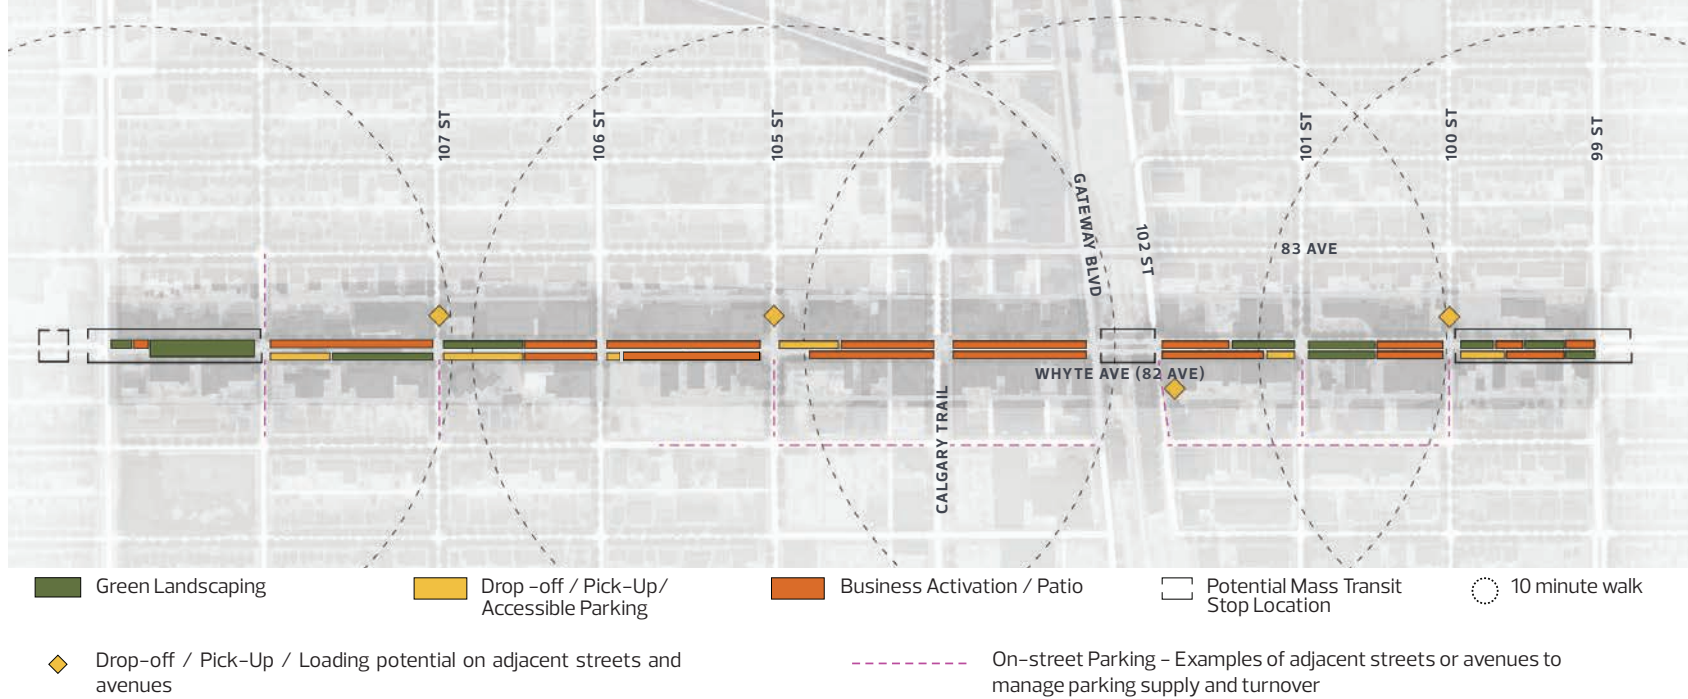 107 ST
106 ST
105 ST
101 ST
100 ST
99 ST
GATEWAY BLVD
102 ST
83 AVE
WHYTE AVE (82 AVE)
CALGARY TRAIL
Green Landscaping
Drop -off / Pick-Up/
Accessible Parking
Business Activation / Patio
Potential Mass Transit
Stop Location
10 minute walk
Drop-off / Pick-Up / Loading potential on adjacent streets and
avenues
On-street Parking - Examples of adjacent streets or avenues to
manage parking supply and turnover